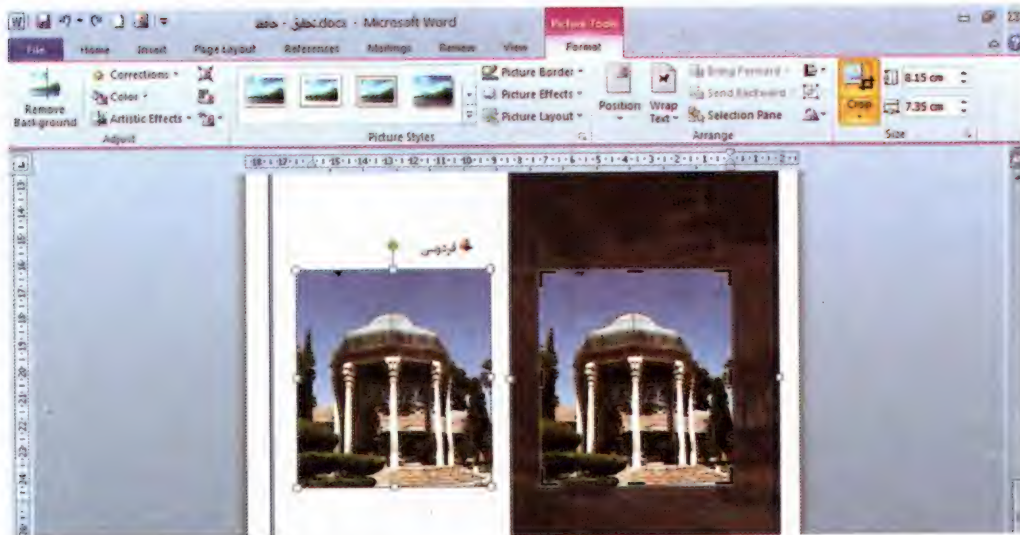 حافظ - تحقیق.docx - Microsoft Word
Picture Tools
File Home Insert Page Layout References Mailings Review View Format
Remove Background
Corrections
Color
Artistic Effects
Adjust
Picture Styles
Picture Border
Picture Effects
Picture Layout
Position
Wrap Text
Bring Forward
Send Backward
Selection Pane
Arrange
Crop
8.15 cm
7.35 cm
Size
فردوسی